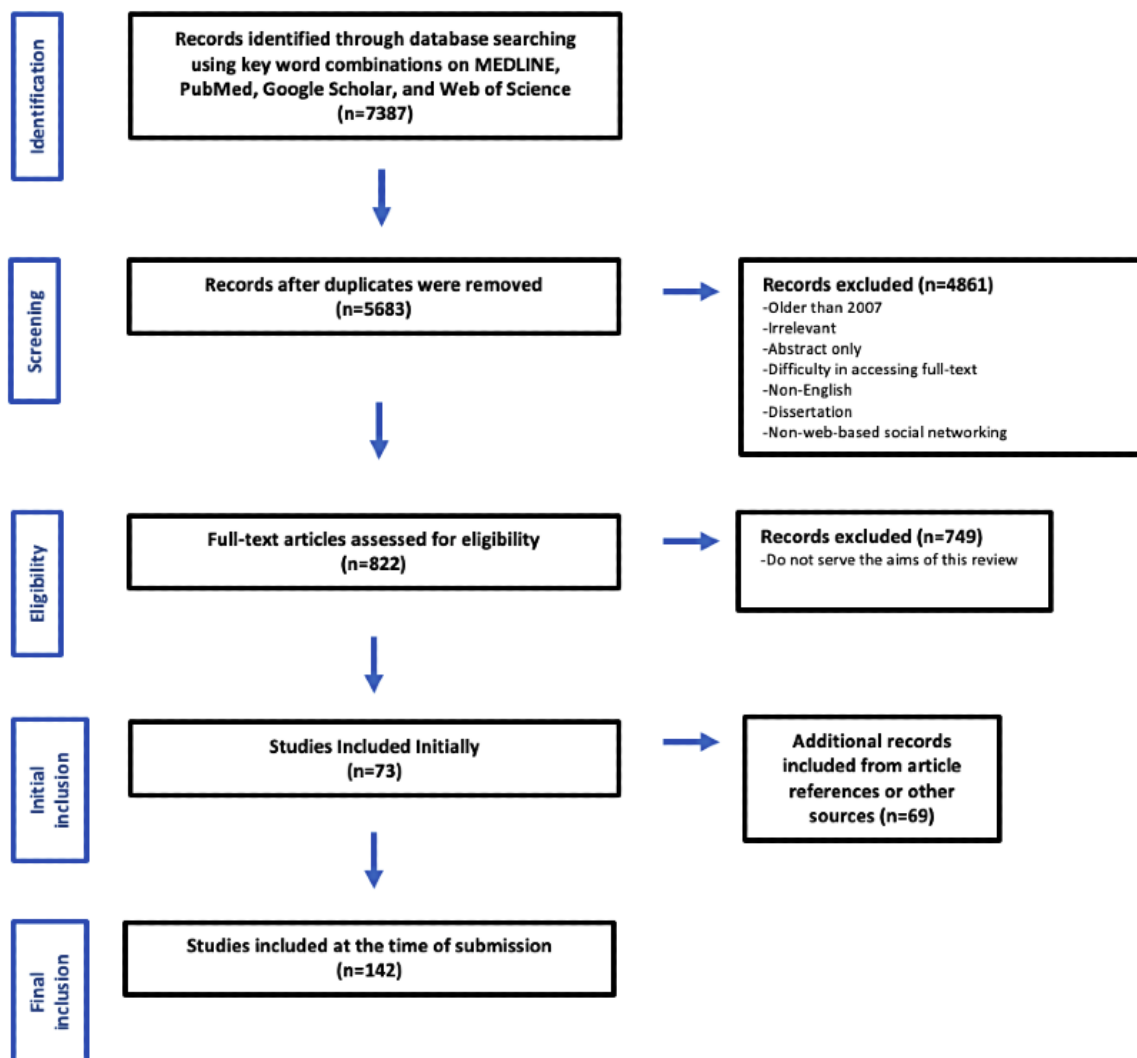 Identification
Records identified through database searching
using key word combinations on MEDLINE,
PubMed, Google Scholar, and Web of Science
(n=7387)
Screening
Records after duplicates were removed
(n=5683)
Records excluded (n=4861)
-Older than 2007
-Irrelevant
-Abstract only
-Difficulty in accessing full-text
-Non-English
-Dissertation
-Non-web-based social networking
Eligibility
Full-text articles assessed for eligibility
(n=822)
Records excluded (n=749)
-Do not serve the aims of this review
Initial
inclusion
Studies Included Initially
(n=73)
Additional records
included from article
references or other
sources (n=69)
Final
inclusion
Studies included at the time of submission
(n=142)